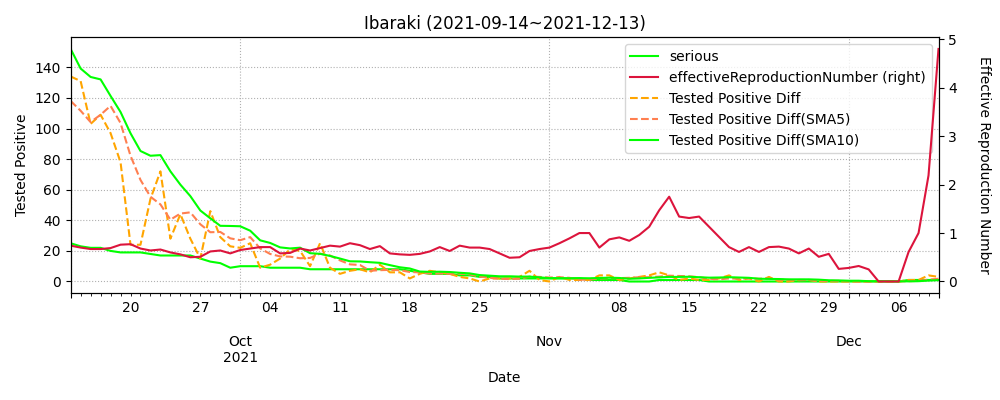 Ibaraki (2021-09-14~2021-12-13)
serious
effectiveReproductionNumber (right)
Tested Positive Diff
Tested Positive Diff(SMA5)
Tested Positive Diff(SMA10)
Tested Positive
140
120
100
80
60
40
20
0
5
4
3
2
1
0
Effective Reproduction Number
20
27
04
11
18
25
08
15
22
29
06
Oct
2021
Nov
Dec
Date